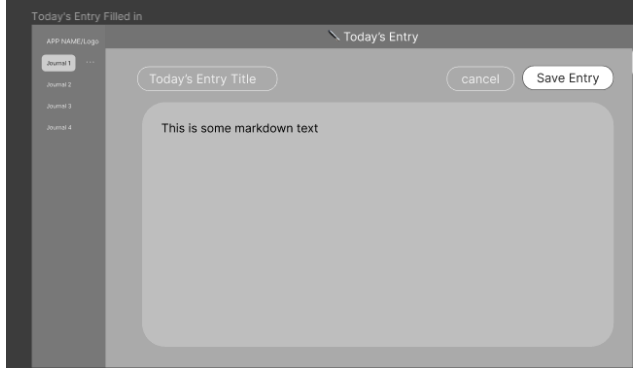 Today's Entry Filled in
APP NAME/Logo
Today's Entry
Journal 1 ...
Journal 2
Journal 3
Journal 4
Today's Entry Title
cancel
Save Entry
This is some markdown text